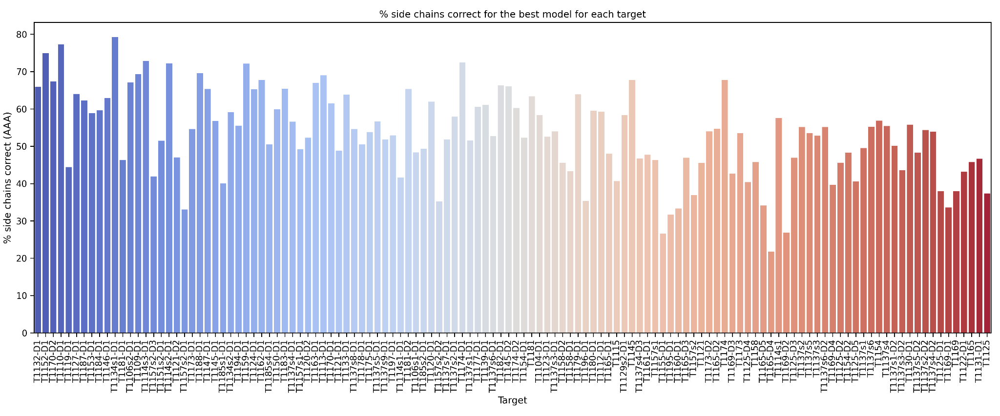 % side chains correct for the best model for each target
% side chains correct (AAA)
80
70
60
50
40
30
20
10
0
T1132-D1
T1152-D1
T1170-D2
T1110-D1
T1119-D1
T1127-D1
T1187-D1
T1153-D1
T1184-D1
T1146-D1
T1134s1-D1
T1181-D1
T1106s2-D1
T1109-D1
T1114s3-D1
T1157s2-D3
T1151s2-D1
T1114s2-D1
T1121-D2
T1157s2-D1
T1173-D1
T1188-D1
T1147-D1
T1145-D1
T1185s1-D1
T1134s2-D1
T1194-D1
T1159-D1
T1124-D1
T1162-D1
T1185s4-D1
T1150-D1
T1183-D1
T1137s4-D1
T1157s1-D1
T1120-D2
T1163-D1
T1113-D1
T1170-D1
T1121-D1
T1133-D1
T1137s8-D1
T1178-D1
T1175-D1
T1137s5-D1
T1137s9-D1
T1197-D1
T1114s1-D1
T1181-D2
T1106s1-D1
T1185s2-D1
T1120-D1
T1157s2-D2
T1137s7-D1
T1137s2-D1
T1174-D1
T1137s1-D1
T1177-D1
T1139-D1
T1137s6-D1
T1182-D1
T1145-D2
T1174-D2
T1154-D1
T1181
T1104-D1
T1123-D1
T1137s3-D1
T1158-D2
T1158-D1
T1179-D1
T1196-D1
T1180-D1
T1112-D1
T1165-D1
T1115
T1129s2-D1
T1145
T1137s4-D3
T1161-D1
T1157s1
T1155-D1
T1195-D1
T1160-D1
T1165-D3
T1157s2
T1121
T1173-D2
T1165-D2
T1174
T1169-D3
T1173
T1125-D4
T1158
T1165-D5
T1165-D4
T1114s1
T1169-D2
T1125-D3
T1137s2
T1137s5
T1137s3
T1137s6-D2
T1169-D4
T1125-D2
T1154-D2
T1125-D5
T1137s1
T1137s6
T1154
T1137s4
T1137s1-D2
T1137s3-D2
T1130-D1
T1137s5-D2
T1137s2-D2
T1137s4-D2
T1125-D1
T1169-D1
T1169
T1122-D1
T1165
T1131-D1
T1125
Target